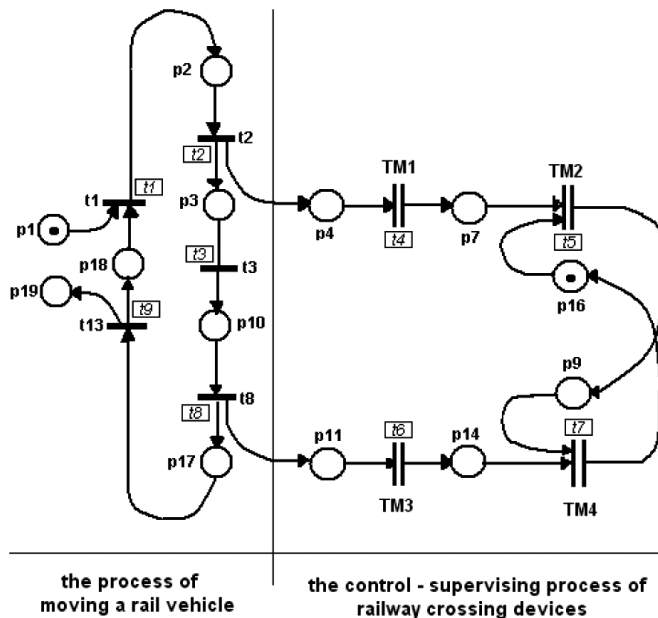 p2
t2
t2
TM1
TM2
t1
t1
p3
p1
p4
t4
p7
t5
t3
t3
p18
p19
p16
t9
t13
p10
p9
t8
t8
p11
t6
p14
t7
p17
TM3
TM4
the process of
moving a rail vehicle
the control - supervising process of
railway crossing devices